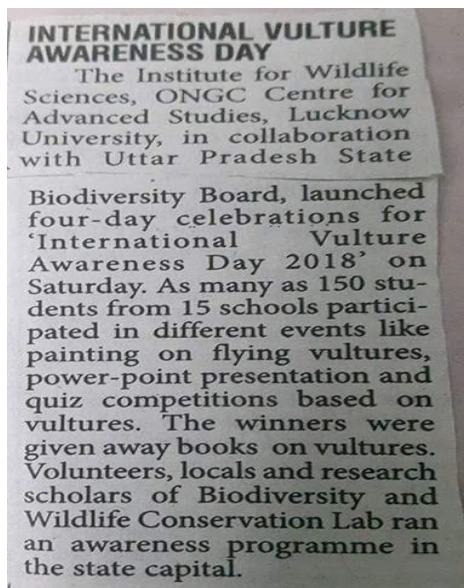 INTERNATIONAL VULTURE
AWARENESS DAY
The Institute for Wildlife
Sciences, ONGC Centre for
Advanced Studies, Lucknow
University, in collaboration
with Uttar Pradesh State
Biodiversity Board, launched
four-day celebrations for
‘International Vulture
Awareness Day 2018’ on
Saturday. As many as 150 stu-
dents from 15 schools partici-
pated in different events like
painting on flying vultures,
power-point presentation and
quiz competitions based on
vultures. The winners were
given away books on vultures.
Volunteers, locals and research
scholars of Biodiversity and
Wildlife Conservation Lab ran
an awareness programme in
the state capital.